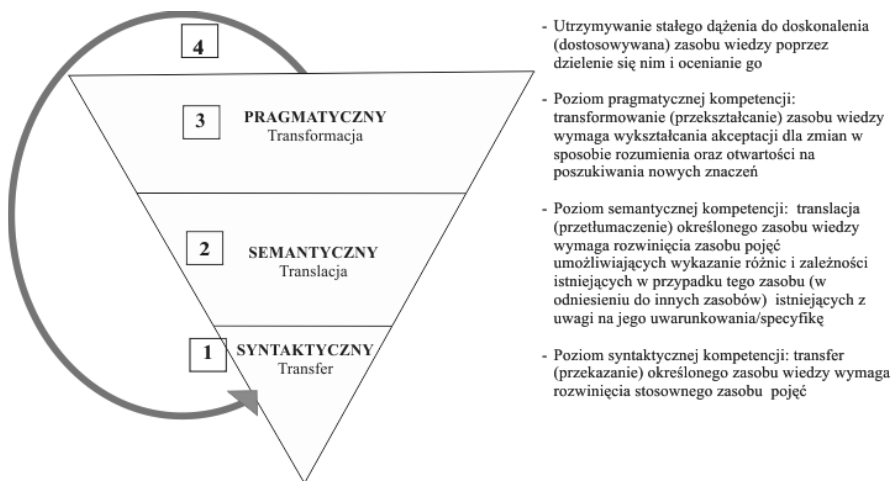 4
3
PRAGMATYCZNY
Transformacja
2
SEMANTYCZNY
Translacja
1
SYNTAKTYCZNY
Transfer
- Utrzymywanie stałego dążenia do doskonalenia
(dostosowywana) zasobu wiedzy poprzez
dzielenie się nim i ocenianie go
- Poziom pragmatycznej kompetencji:
transformowanie (przekształcanie) zasobu wiedzy
wymaga wykształcania akceptacji dla zmian w
sposobie rozumienia oraz otwartości na
poszukiwania nowych znaczeń
- Poziom semantycznej kompetencji: translacja
(przetłumaczenie) określonego zasobu wiedzy
wymaga rozwinięcia zasobu pojęć
umożliwiających wykazanie różnic i zależności
istniejących w przypadku tego zasobu (w
odniesieniu do innych zasobów) istniejących z
uwagi na jego uwarunkowania/specyfikę
- Poziom syntaktycznej kompetencji: transfer
(przekazanie) określonego zasobu wiedzy wymaga
rozwinięcia stosownego zasobu pojęć